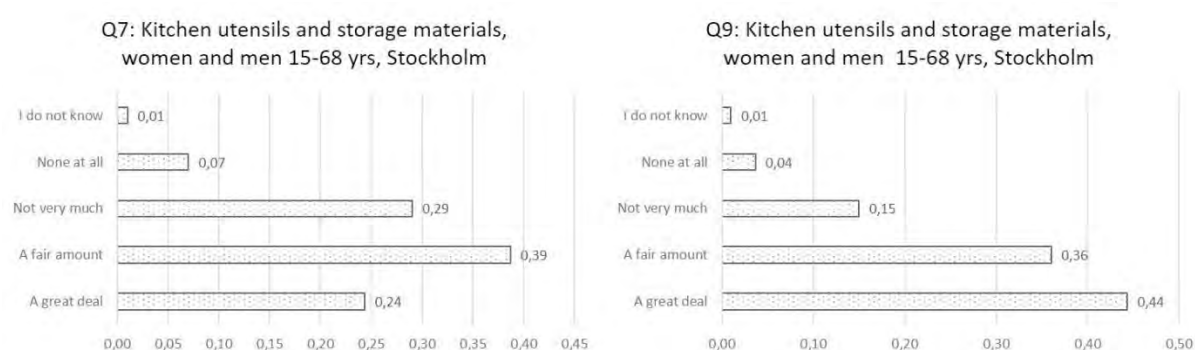 Q7: Kitchen utensils and storage materials,
women and men 15-68 yrs, Stockholm
I do not know
0,01
None at all
0,07
Not very much
0,29
A fair amount
0,39
A great deal
0,24
0,00 0,05 0,10 0,15 0,20 0,25 0,30 0,35 0,40 0,45
Q9: Kitchen utensils and storage materials,
women and men 15-68 yrs, Stockholm
I do not know
0,01
None at all
0,04
Not very much
0,15
A fair amount
0,36
A great deal
0,44
0,00 0,10 0,20 0,30 0,40 0,50